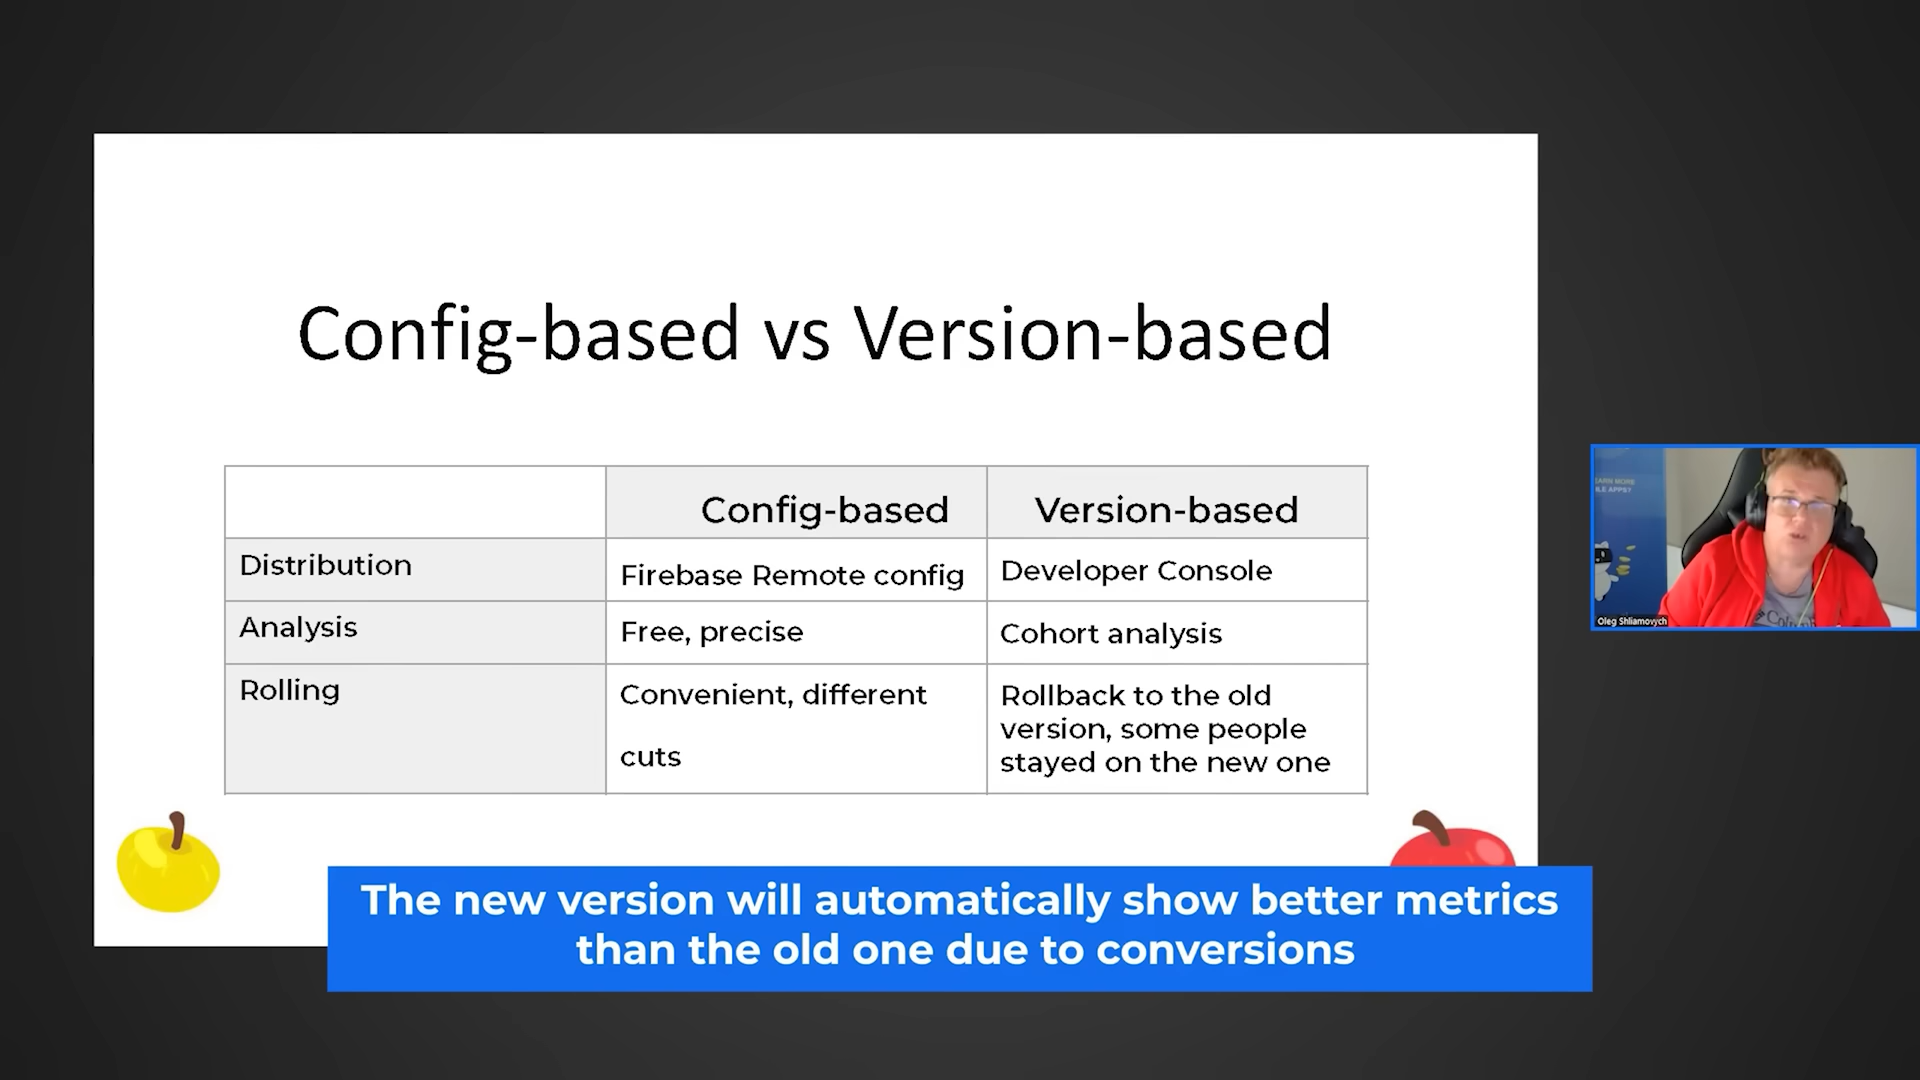 Config-based vs Version-based
Config-based
Version-based
Distribution
Firebase Remote config
Developer Console
Analysis
Free, precise
Cohort analysis
Rolling
Convenient, different
cuts
Rollback to the old
version, some people
stayed on the new one
The new version will automatically show better metrics
than the old one due to conversions
LEARN MORE
Oleg Shliamovych